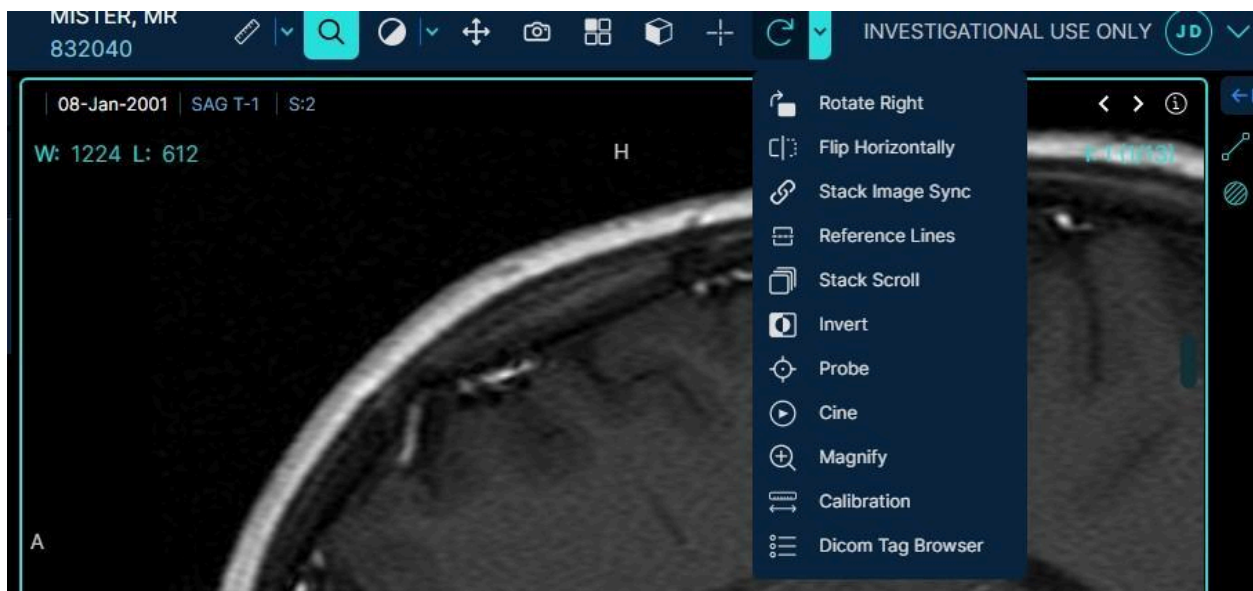 MISTER, MR
832040
INVESTIGATIONAL USE ONLY
JD
08-Jan-2001 SAG T-1 S:2
W: 1224 L: 612
H
A
Rotate Right
Flip Horizontally
Stack Image Sync
Reference Lines
Stack Scroll
Invert
Probe
Cine
Magnify
Calibration
Dicom Tag Browser